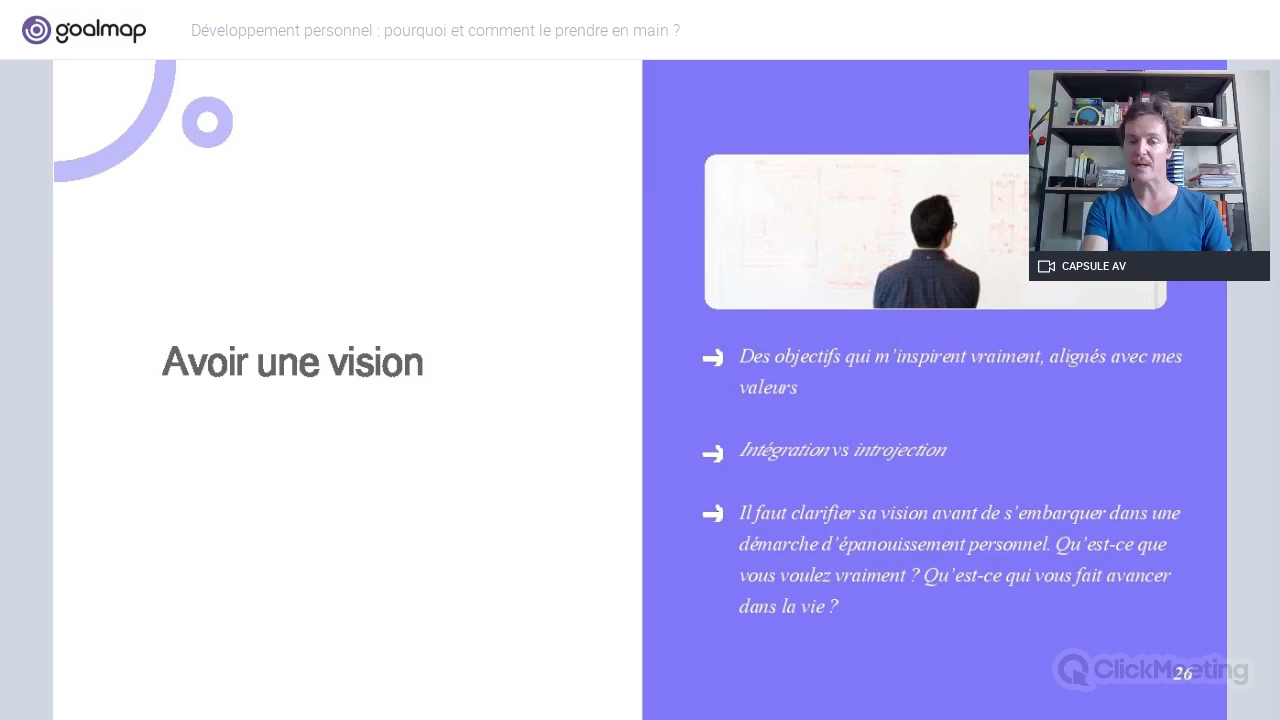 goalmap
Développement personnel : pourquoi et comment le prendre en main ?
CAPSULE AV
Avoir une vision
Des objectifs qui m’inspirent vraiment, alignés avec mes
valeurs
Intégration vs introjection
Il faut clarifier sa vision avant de s’embarquer dans une
démarche d’épanouissement personnel. Qu’est-ce que
vous voulez vraiment ? Qu’est-ce qui vous fait avancer
dans la vie ?
ClickMeeting
26